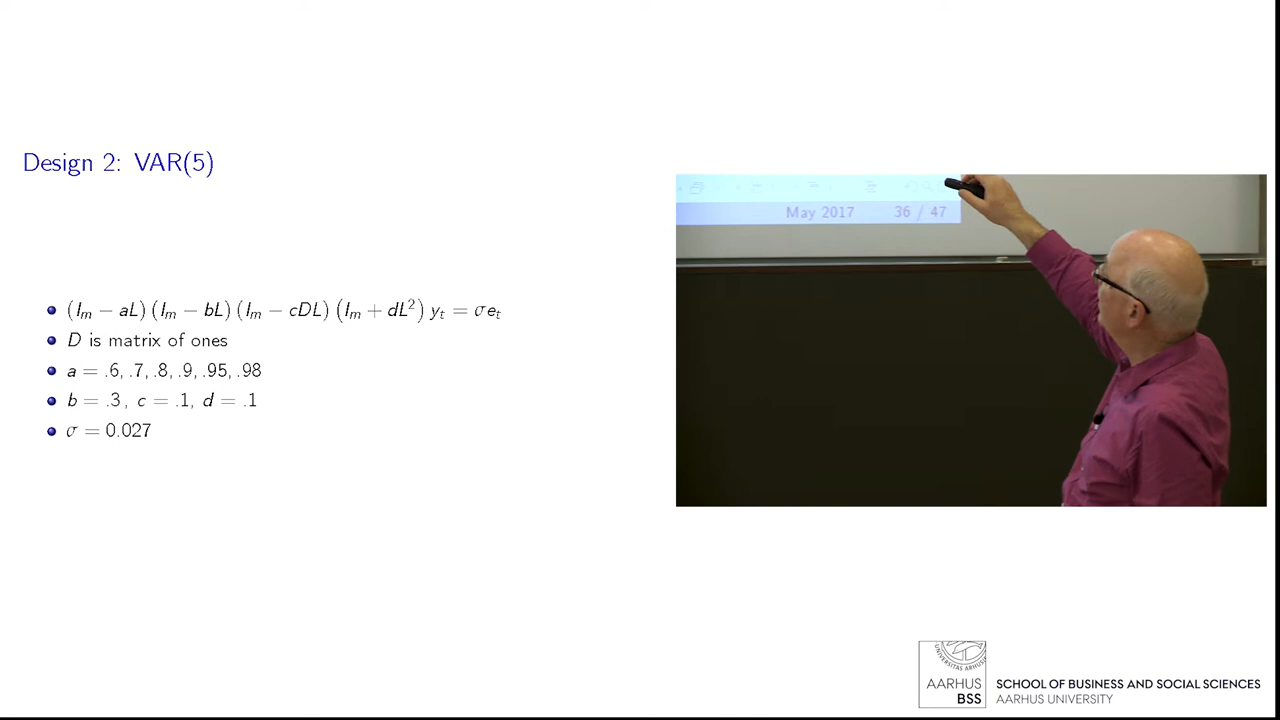 Design 2: VAR(5)
(I_m − aL) (I_m − bL) (I_m − cDL) (I_m + dL²) y_t = σe_t
D is matrix of ones
a = .6, .7, .8, .9, .95, .98
b = .3, c = .1, d = .1
σ = 0.027
May 2017 36 / 47
AARHUS
BSS
SCHOOL OF BUSINESS AND SOCIAL SCIENCES
AARHUS UNIVERSITY